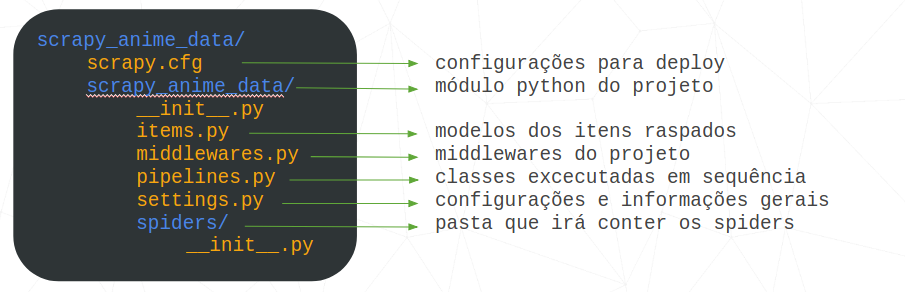 scrapy_anime_data/
scrapy.cfg configurações para deploy
scrapy_anime_data/ módulo python do projeto
__init__.py
items.py modelos dos itens raspados
middlewares.py middlewares do projeto
pipelines.py classes excecutadas em sequência
settings.py configurações e informações gerais
spiders/ pasta que irá conter os spiders
__init__.py